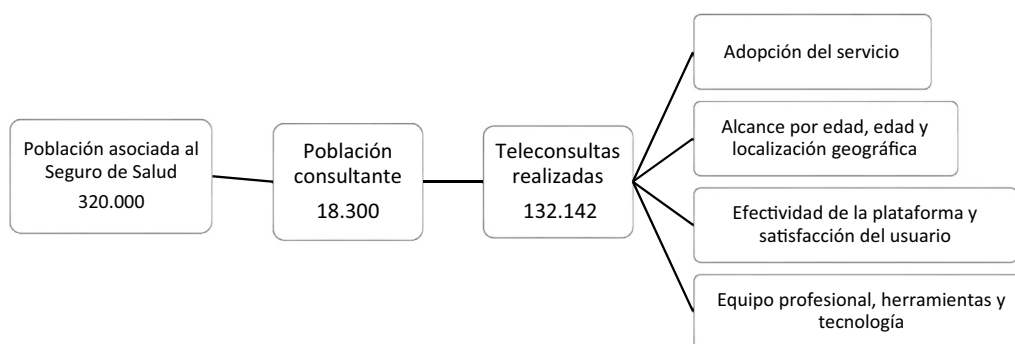 Población asociada al
Seguro de Salud
320.000
Población
consultante
18.300
Teleconsultas
realizadas
132.142
Adopción del servicio
Alcance por edad, edad y
localización geográfica
Efectividad de la plataforma y
satisfacción del usuario
Equipo profesional, herramientas y
tecnología